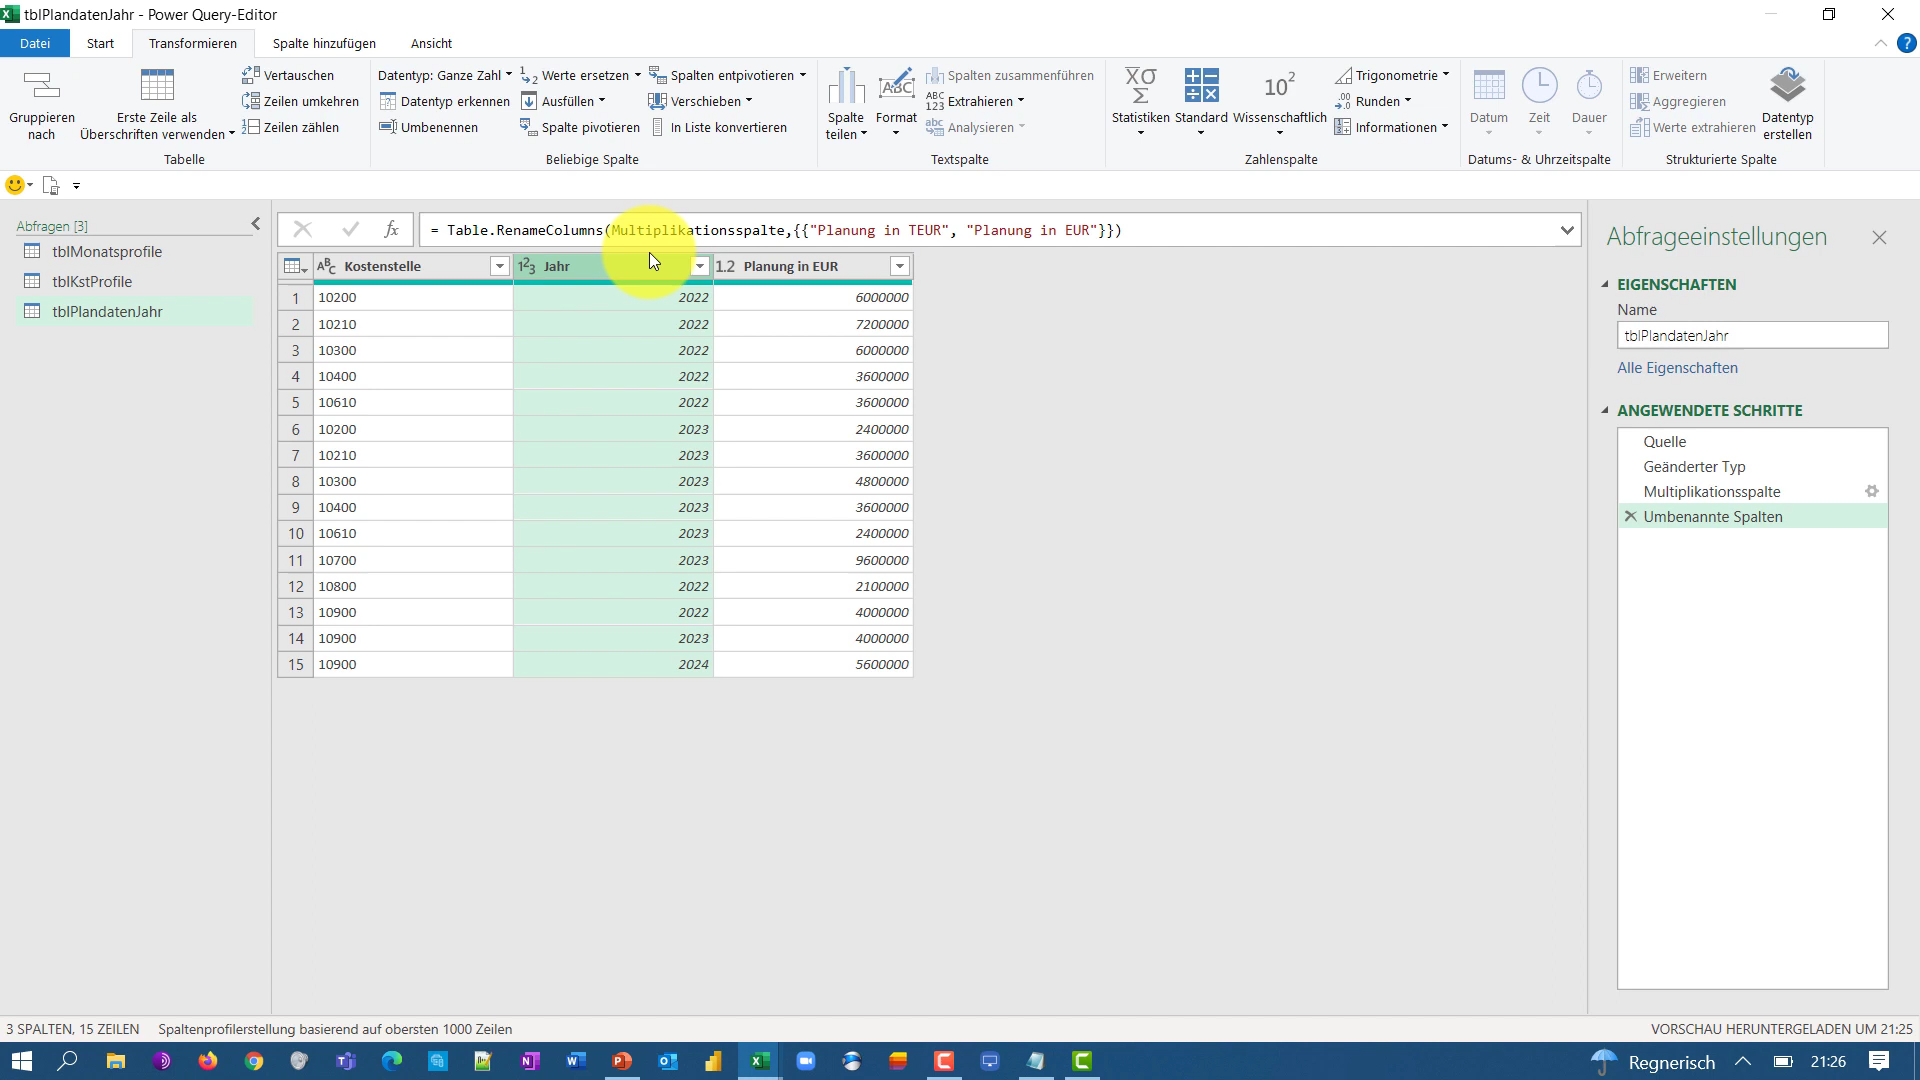 tblPlandatenJahr - Power Query-Editor
Datei Start Transformieren Spalte hinzufügen Ansicht
Gruppieren nach
Erste Zeile als Überschriften verwenden
Vertauschen
Zeilen umkehren
Zeilen zählen
Tabelle
Datentyp: Ganze Zahl
Datentyp erkennen
Umbenennen
Werte ersetzen
Ausfüllen
Spalte pivotieren
Spalten entpivotieren
Verschieben
In Liste konvertieren
Beliebige Spalte
Spalte teilen
Format
Spalten zusammenführen
Extrahieren
Analysieren
Textspalte
Statistiken
Standard
Wissenschaftlich
Trigonometrie
Runden
Informationen
Zahlenspalte
Datum
Zeit
Dauer
Datums- & Uhrzeitspalte
Erweitern
Aggregieren
Werte extrahieren
Datentyp erstellen
Strukturierte Spalte
Abfragen [3]
tblMonatsprofile
tblKstProfile
tblPlandatenJahr
fx = Table.RenameColumns(Multiplikationsspalte,{{"Planung in TEUR", "Planung in EUR"}})
Kostenstelle Jahr 1.2 Planung in EUR
1 10200 2022 6000000
2 10210 2022 7200000
3 10300 2022 6000000
4 10400 2022 3600000
5 10610 2022 3600000
6 10200 2023 2400000
7 10210 2023 3600000
8 10300 2023 4800000
9 10400 2023 3600000
10 10610 2023 2400000
11 10700 2023 9600000
12 10800 2022 2100000
13 10900 2022 4000000
14 10900 2023 4000000
15 10900 2024 5600000
Abfrageeinstellungen
EIGENSCHAFTEN
Name
tblPlandatenJahr
Alle Eigenschaften
ANGEWENDETE SCHRITTE
Quelle
Geänderter Typ
Multiplikationsspalte
Umbenannte Spalten
3 SPALTEN, 15 ZEILEN Spaltenprofilerstellung basierend auf obersten 1000 Zeilen VORSCHAU HERUNTERGELADEN UM 21:25
Regnerisch 21:26